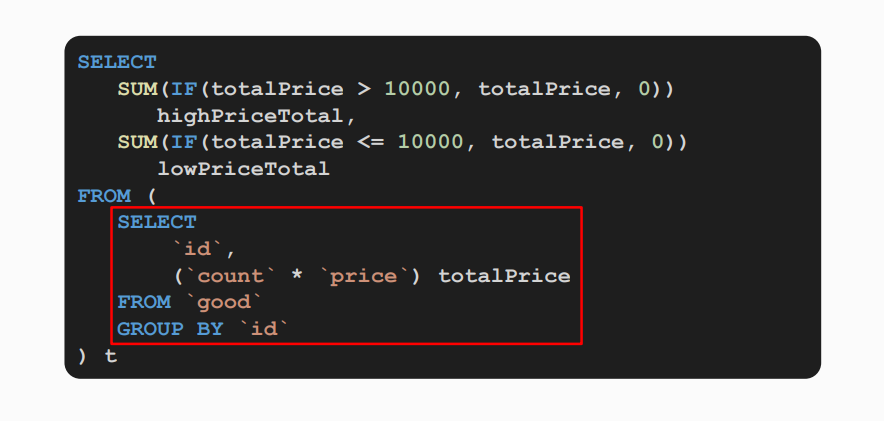 SELECT
SUM(IF(totalPrice > 10000, totalPrice, 0))
highPriceTotal,
SUM(IF(totalPrice <= 10000, totalPrice, 0))
lowPriceTotal
FROM (
SELECT
`id`,
(`count` * `price`) totalPrice
FROM `good`
GROUP BY `id`
) t